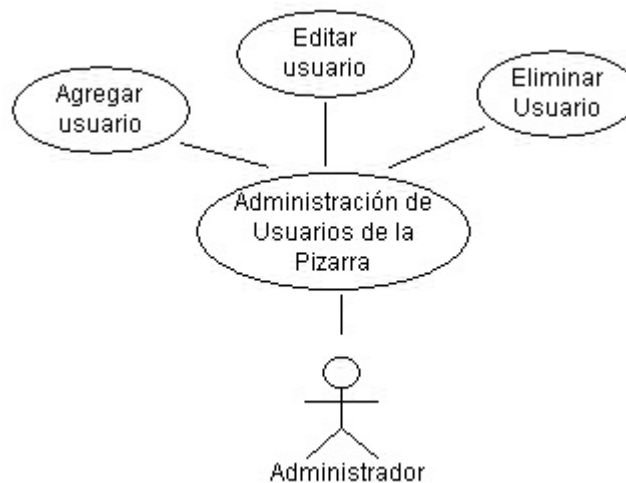 Editar
usuario
Agregar
usuario
Eliminar
Usuario
Administración de
Usuarios de la
Pizarra
Administrador